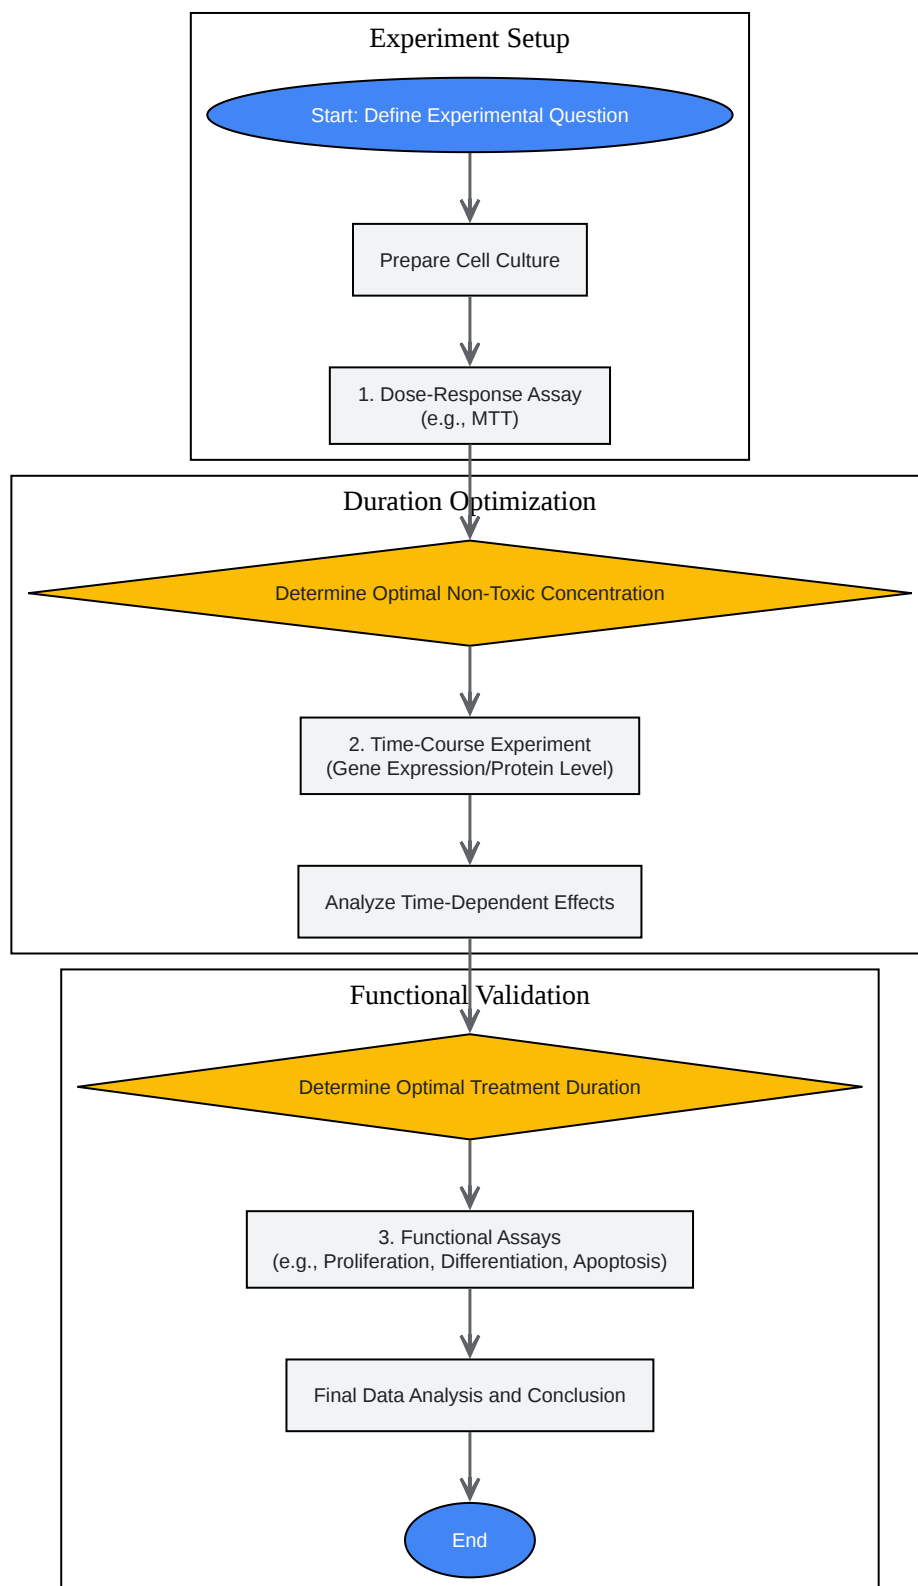 Experiment Setup
Start: Define Experimental Question
Prepare Cell Culture
1. Dose-Response Assay
(e.g., MTT)
Duration Optimization
Determine Optimal Non-Toxic Concentration
2. Time-Course Experiment
(Gene Expression/Protein Level)
Analyze Time-Dependent Effects
Functional Validation
Determine Optimal Treatment Duration
3. Functional Assays
(e.g., Proliferation, Differentiation, Apoptosis)
Final Data Analysis and Conclusion
End